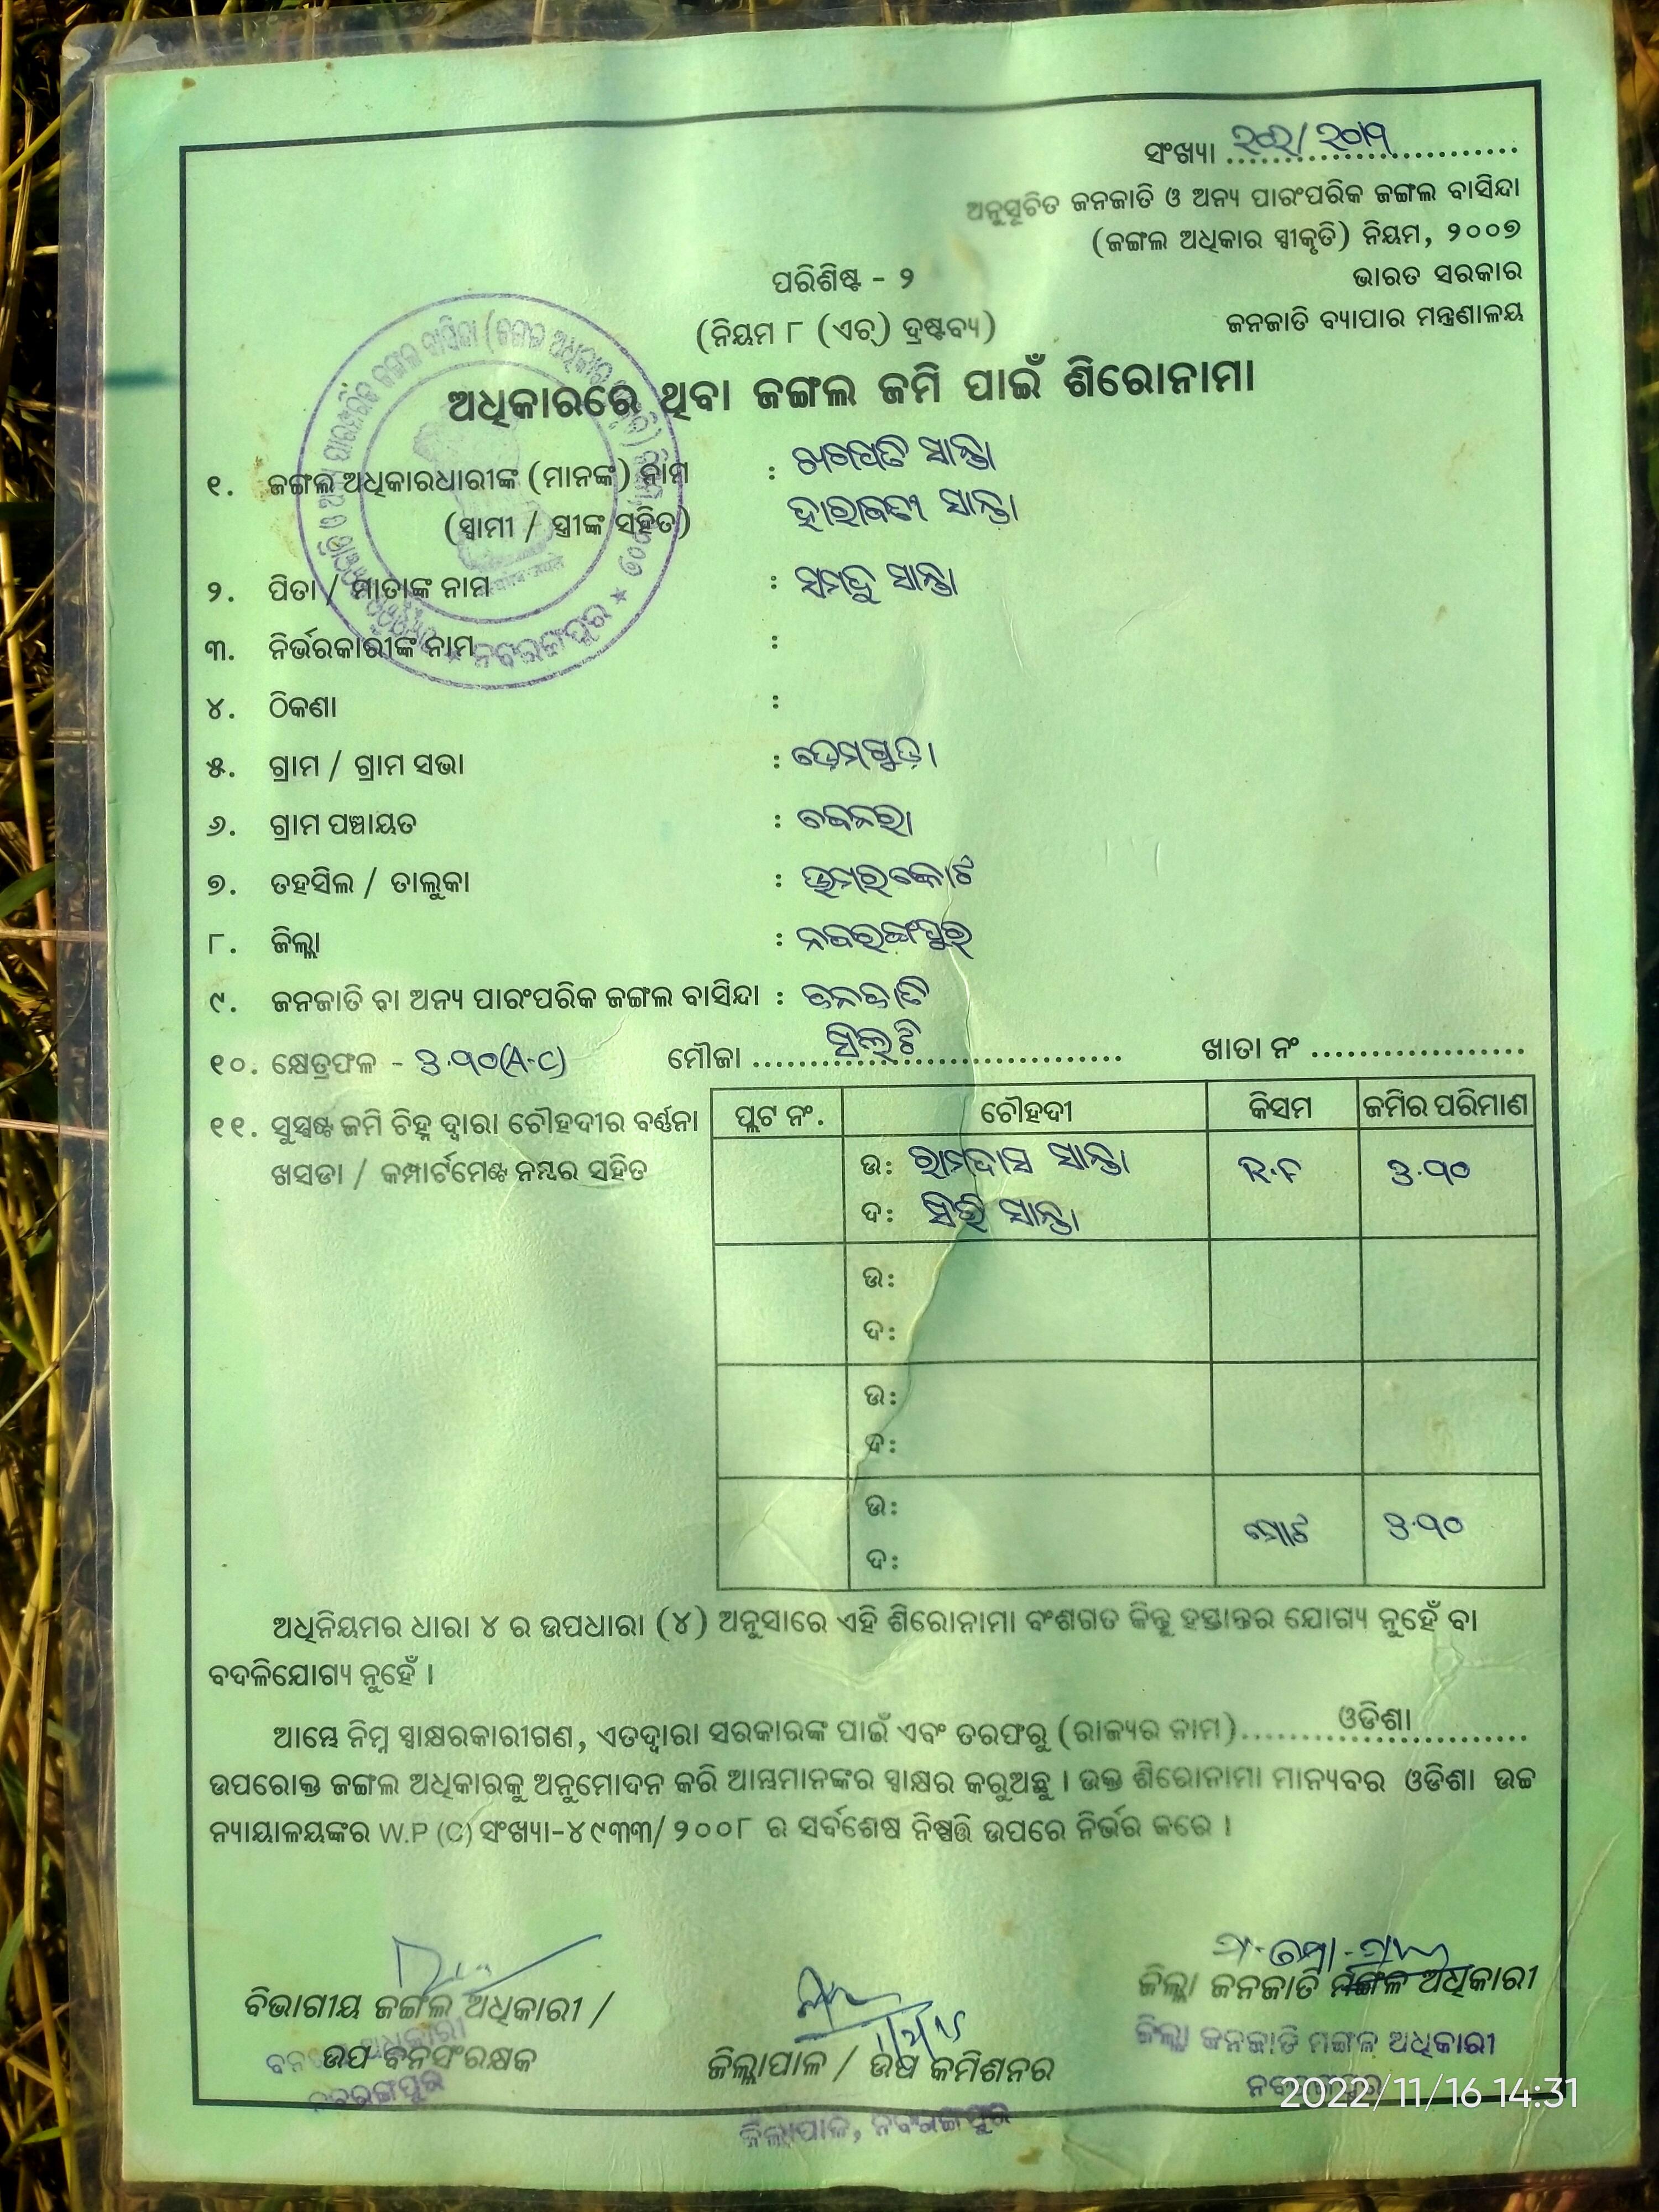 ସଂଖ୍ୟା
ଅନୁସୂଚିତ ଜନଜାତି ଓ ଅନ୍ୟ ପାରଂପରିକ ଜଙ୍ଗଲ ବାସିନ୍ଦା
(ଜଙ୍ଗଲ ଅଧିକାର ସ୍ୱୀକୃତି) ନିୟମ, ୨୦୦୭
ପରିଶିଷ୍ଟ - ୨
ଭାରତ ସରକାର
(ନିୟମ ୮ (ଏଚ୍) ଦ୍ରଷ୍ଟବ୍ୟ)
ଜନଜାତି ବ୍ୟାପାର ମନ୍ତ୍ରଣାଳୟ
ଅଧିକାରରେ ଥିବା ଜଙ୍ଗଲ ଜମି ପାଇଁ ଶିରୋନାମା
୧. ଜଙ୍ଗଲ ଅଧିକାରଧାରୀଙ୍କ (ମାନଙ୍କ) ନାମ : ସାନ୍ତା
(ସ୍ୱାମୀ / ସ୍ତ୍ରୀଙ୍କ ସହିତ) ସାନ୍ତା
୨. ପିତା / ମାତାଙ୍କ ନାମ : ସାନ୍ତା
୩. ନିର୍ଭରକାରୀଙ୍କ ନାମ :
୪. ଠିକଣା :
୫. ଗ୍ରାମ / ଗ୍ରାମ ସଭା :
୬. ଗ୍ରାମ ପଞ୍ଚାୟତ :
୭. ତହସିଲ / ତାଲୁକା : ଉମରକୋଟ
୮. ଜିଲ୍ଲା : ନବରଙ୍ଗପୁର
୯. ଜନଜାତି ବା ଅନ୍ୟ ପାରଂପରିକ ଜଙ୍ଗଲ ବାସିନ୍ଦା : ଜନଜାତି
୧୦. କ୍ଷେତ୍ରଫଳ - ୩.୩୦(A.C) ମୌଜା ଖାତା ନଂ
୧୧. ସୁସ୍ପଷ୍ଟ ଜମି ଚିହ୍ନ ଦ୍ୱାରା ଚୌହଦୀର ବର୍ଣ୍ଣନା
ଖସଡା / କମ୍ପାର୍ଟମେଣ୍ଟ ନମ୍ବର ସହିତ
ପ୍ଲଟ ନଂ. ଚୌହଦୀ କିସମ ଜମିର ପରିମାଣ
ଉ: ରାମଦାସ ସାନ୍ତା R.F
ଦ: ସାନ୍ତା
ଉ:
ଦ:
ଉ:
ଦ:
ଉ: ମୋଟ
ଦ:
ଅଧିନିୟମର ଧାରା ୪ ର ଉପଧାରା (୪) ଅନୁସାରେ ଏହି ଶିରୋନାମା ବଂଶଗତ କିନ୍ତୁ ହସ୍ତାନ୍ତର ଯୋଗ୍ୟ ନୁହେଁ ବା
ବଦଳିଯୋଗ୍ୟ ନୁହେଁ ।
ଆମ୍ଭେ ନିମ୍ନ ସ୍ୱାକ୍ଷରକାରୀଗଣ, ଏତଦ୍ୱାରା ସରକାରଙ୍କ ପାଇଁ ଏବଂ ତରଫରୁ (ରାଜ୍ୟର ନାମ) ଓଡିଶା
ଉପରୋକ୍ତ ଜଙ୍ଗଲ ଅଧିକାରକୁ ଅନୁମୋଦନ କରି ଆମ୍ଭମାନଙ୍କର ସ୍ୱାକ୍ଷର କରୁଅଛୁ । ଉକ୍ତ ଶିରୋନାମା ମାନ୍ୟବର ଓଡିଶା ଉଚ୍ଚ
ନ୍ୟାୟାଳୟଙ୍କର W.P (C) ସଂଖ୍ୟା-୪୯୩୩/୨୦୦୮ ର ସର୍ବଶେଷ ନିଷ୍ପତ୍ତି ଉପରେ ନିର୍ଭର କରେ ।
ବିଭାଗୀୟ ଜଙ୍ଗଲ ଅଧିକାରୀ /
ଉପ ବନସଂରକ୍ଷକ
ନବରଙ୍ଗପୁର
ଜିଲ୍ଲାପାଳ / ଉପ କମିଶନର
ଜିଲ୍ଲାପାଳ, ନବରଙ୍ଗପୁର
ଜିଲ୍ଲା ଜନଜାତି ମଙ୍ଗଳ ଅଧିକାରୀ
ଜିଲ୍ଲା ଜନଜାତି ମଙ୍ଗଳ ଅଧିକାରୀ
ନବରଙ୍ଗପୁର
2022/11/16 14:31